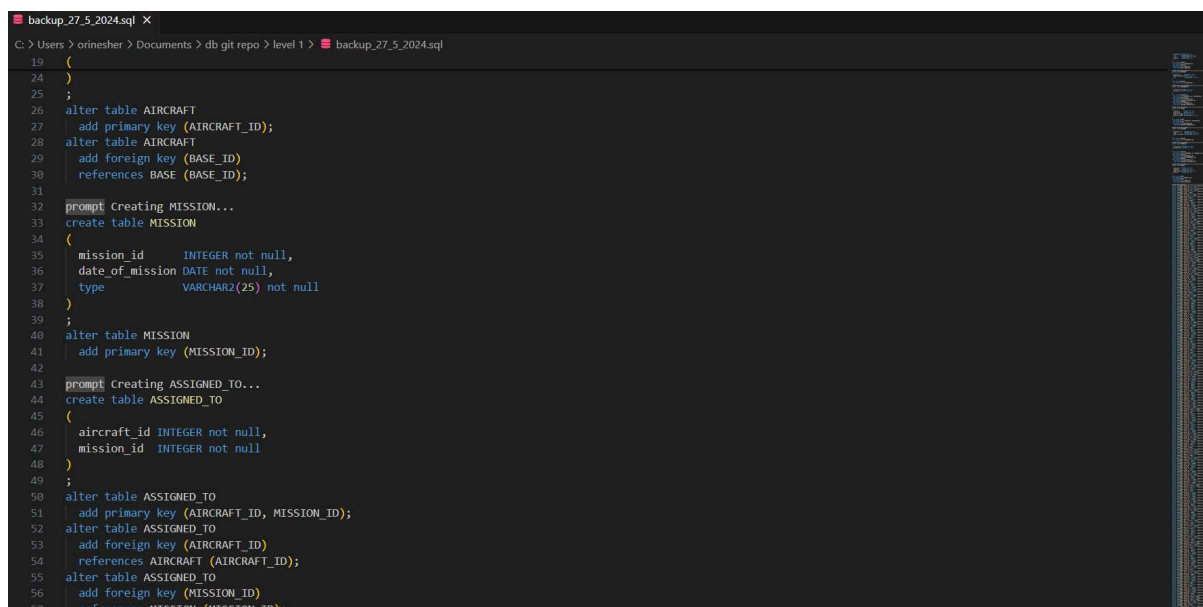 backup_27_5_2024.sql X
C: > Users > orinesher > Documents > db git repo > level 1 > backup_27_5_2024.sql
19 (
24 )
25 ;
26 alter table AIRCRAFT
27 add primary key (AIRCRAFT_ID);
28 alter table AIRCRAFT
29 add foreign key (BASE_ID)
30 references BASE (BASE_ID);
31
32 prompt Creating MISSION...
33 create table MISSION
34 (
35 mission_id INTEGER not null,
36 date_of_mission DATE not null,
37 type VARCHAR2(25) not null
38 )
39 ;
40 alter table MISSION
41 add primary key (MISSION_ID);
42
43 prompt Creating ASSIGNED_TO...
44 create table ASSIGNED_TO
45 (
46 aircraft_id INTEGER not null,
47 mission_id INTEGER not null
48 )
49 ;
50 alter table ASSIGNED_TO
51 add primary key (AIRCRAFT_ID, MISSION_ID);
52 alter table ASSIGNED_TO
53 add foreign key (AIRCRAFT_ID)
54 references AIRCRAFT (AIRCRAFT_ID);
55 alter table ASSIGNED_TO
56 add foreign key (MISSION_ID)